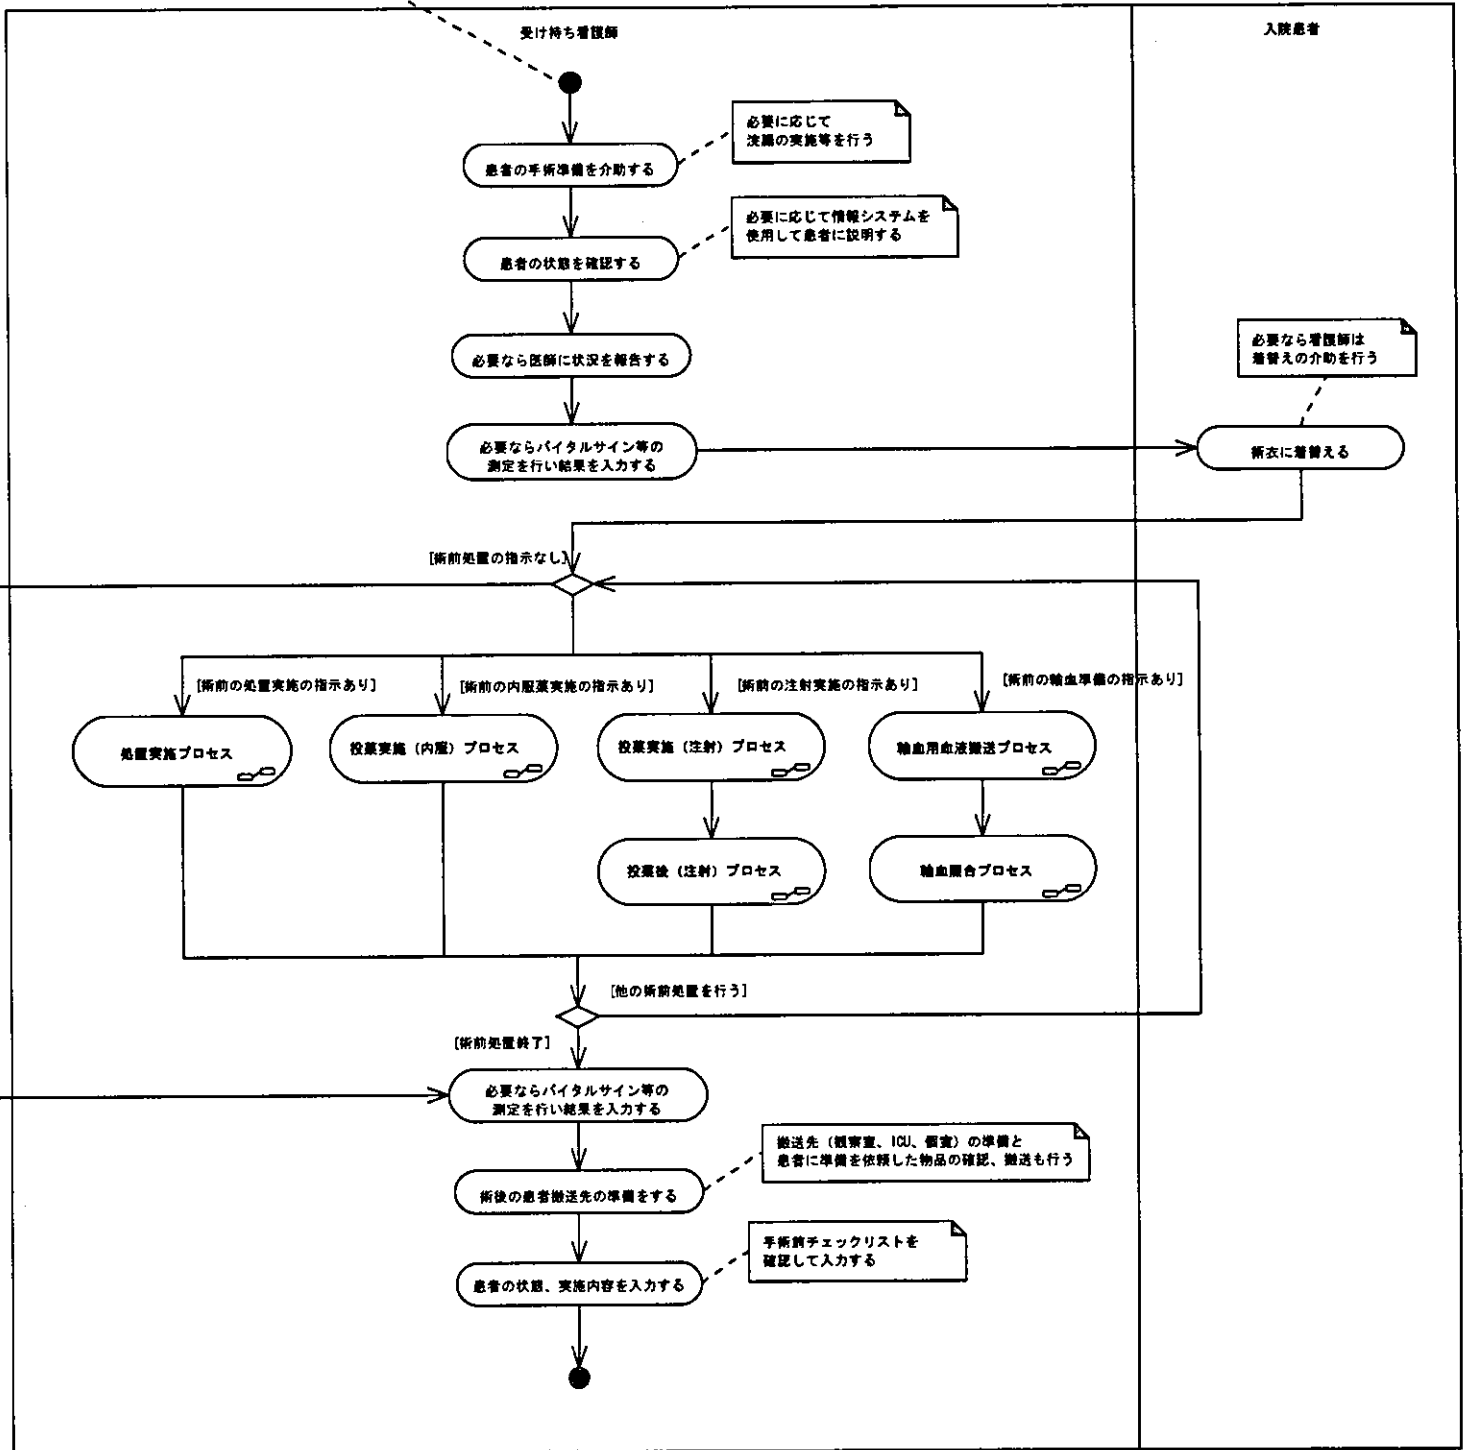 受け持ち看護師
入院患者
必要に応じて
浣腸の実施等を行う
患者の手術準備を介助する
必要に応じて情報システムを
使用して患者に説明する
患者の状態を確認する
必要なら医師に状況を報告する
必要なら看護師は
着替えの介助を行う
必要ならバイタルサイン等の
測定を行い結果を入力する
術衣に着替える
[術前処置の指示なし]
[術前の処置実施の指示あり]
[術前の内服薬実施の指示あり]
[術前の注射実施の指示あり]
[術前の輸血準備の指示あり]
処置実施プロセス
投薬実施（内服）プロセス
投薬実施（注射）プロセス
輸血用血液搬送プロセス
投薬後（注射）プロセス
輸血照合プロセス
[他の術前処置を行う]
[術前処置終了]
必要ならバイタルサイン等の
測定を行い結果を入力する
搬送先（観察室、ICU、個室）の準備と
患者に準備を依頼した物品の確認、搬送も行う
術後の患者搬送先の準備をする
手術前チェックリストを
確認して入力する
患者の状態、実施内容を入力する